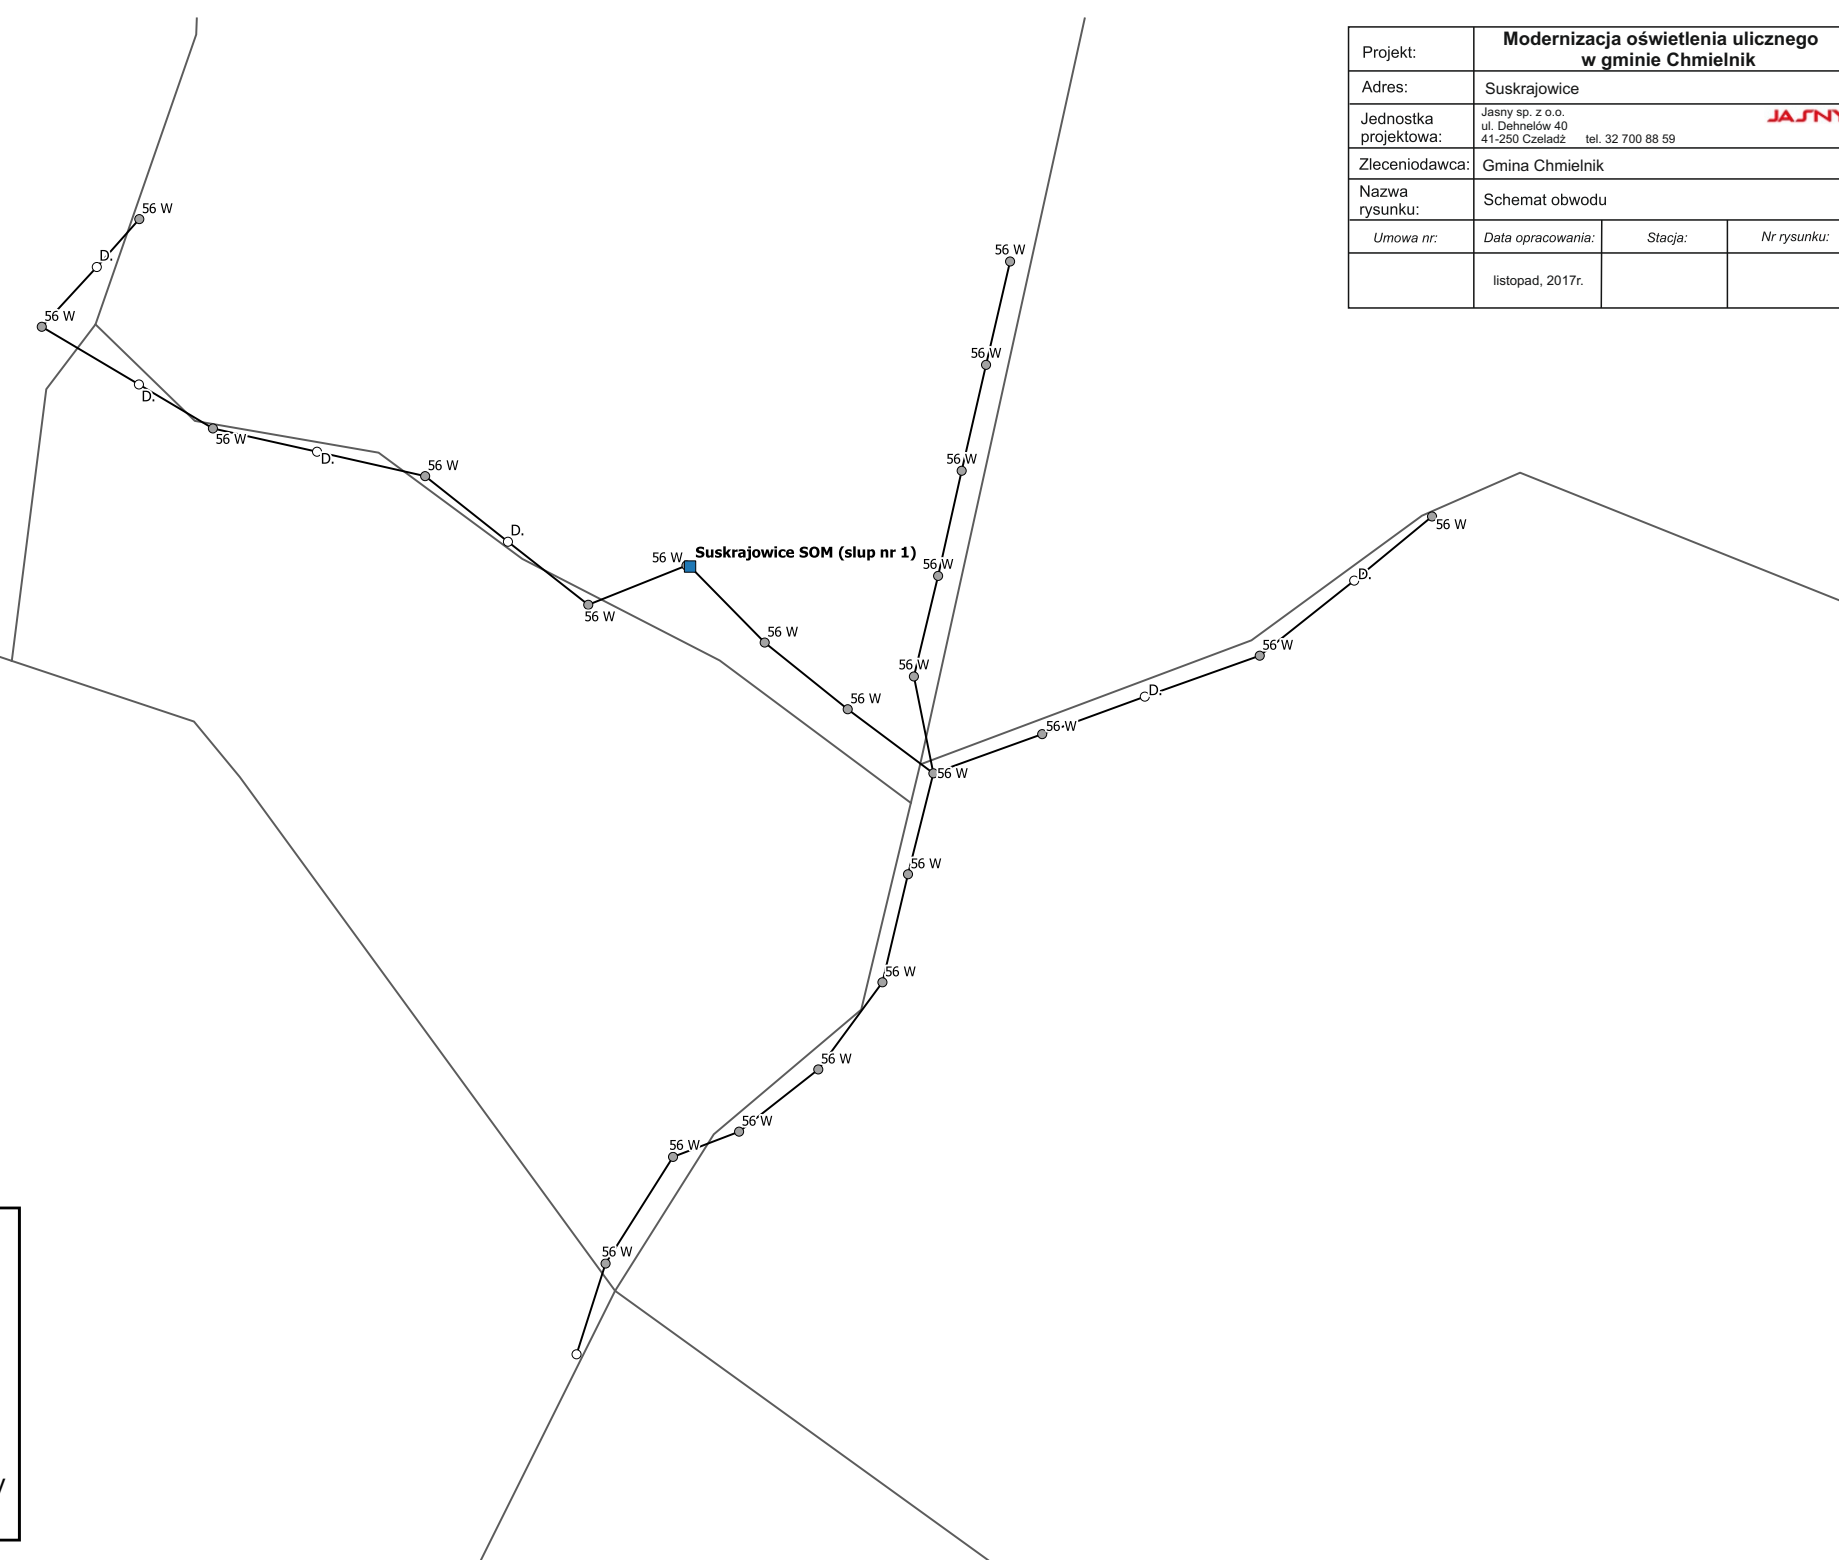 Projekt:
Modernizacja oświetlenia ulicznego
w gminie Chmielnik
Adres:
Suskrajowice
Jednostka
projektowa:
Jasny sp. z o.o.
ul. Dehnelów 40
41-250 Czeladż tel. 32 700 88 59
JASNY
Zleceniodawca:
Gmina Chmielnik
Nazwa
rysunku:
Schemat obwodu
Umowa nr:
Data opracowania:
Stacja:
Nr rysunku:
listopad, 2017r.
56 W
D.
56 W
D.
56 W
D.
56 W
D.
56 W
56 W
Suskrajowice SOM (slup nr 1)
56 W
56 W
56 W
56 W
56 W
56 W
56 W
56 W
56 W
D.
56 W
D.
56 W
56 W
56 W
56 W
56 W
56 W
56 W